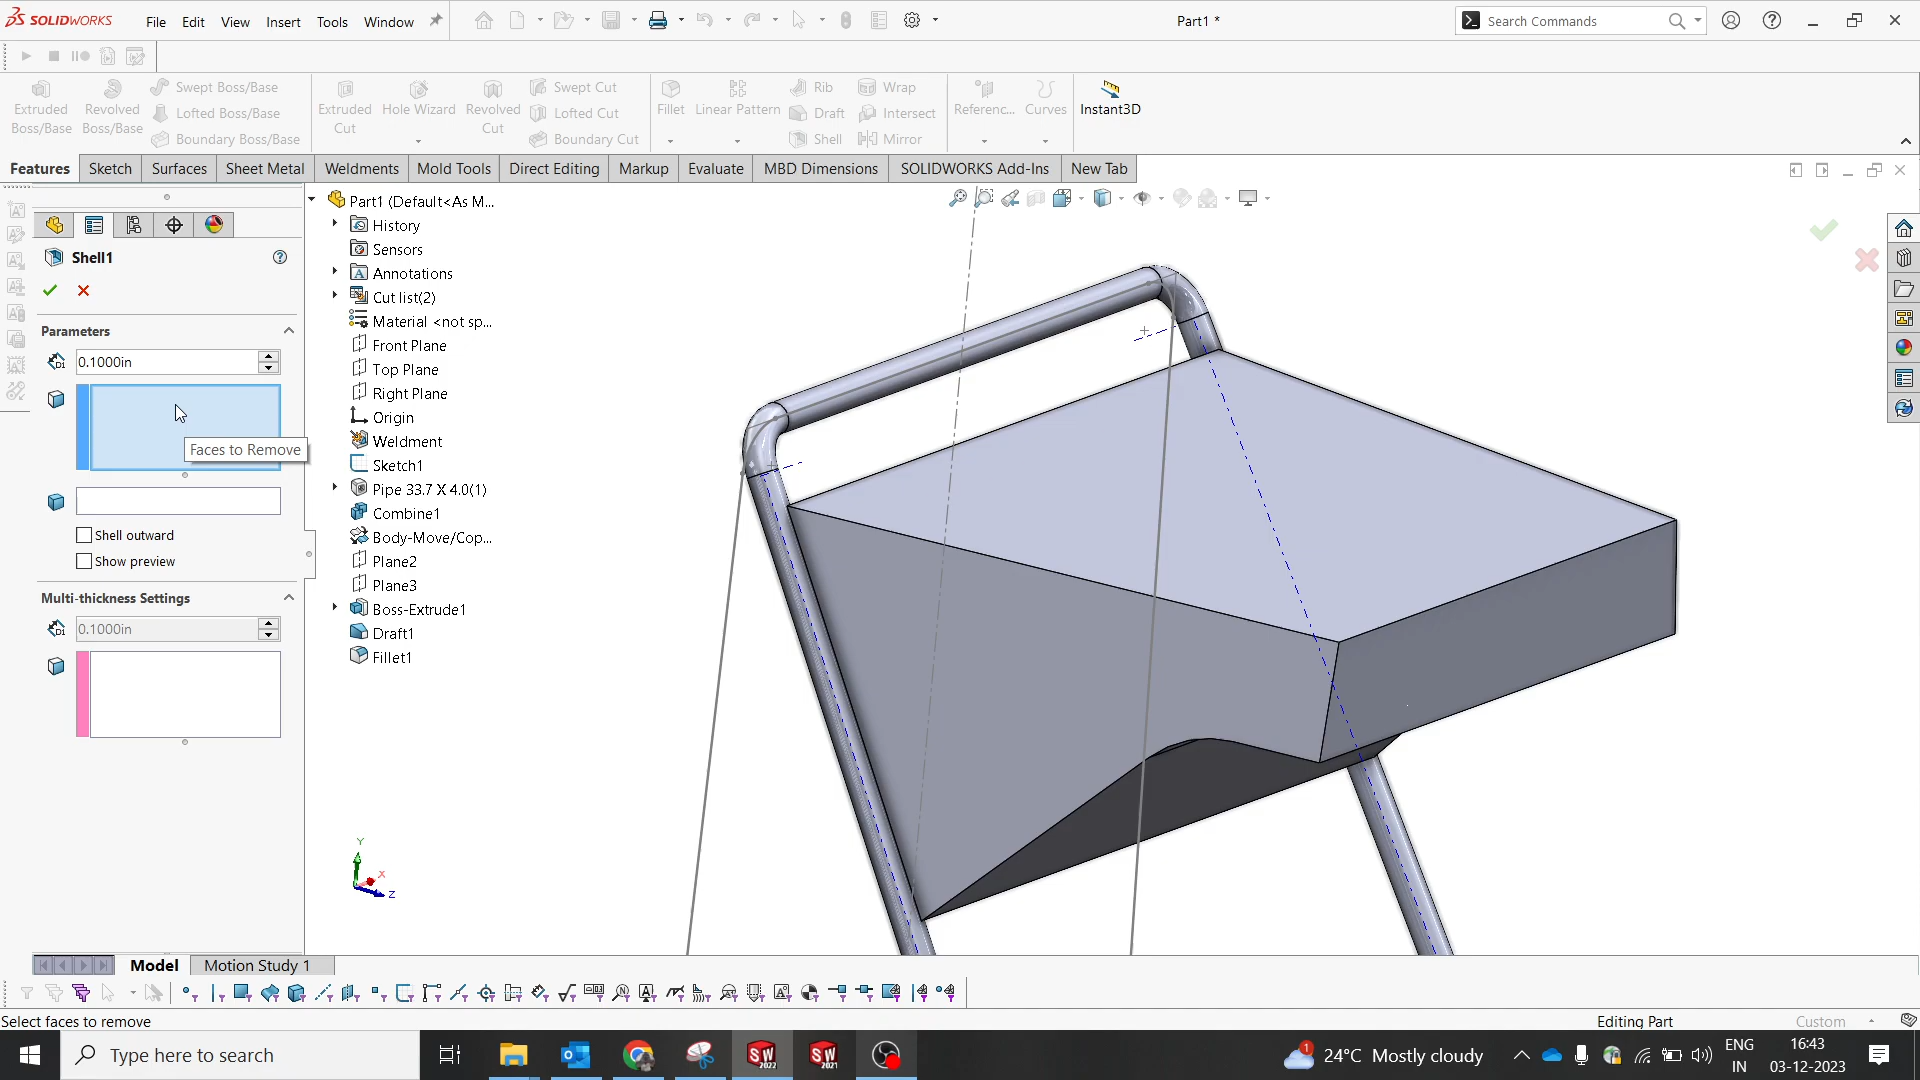 SOLIDWORKS File Edit View Insert Tools Window Part1 * Search Commands
Extruded Boss/Base
Revolved Boss/Base
Swept Boss/Base
Lofted Boss/Base
Boundary Boss/Base
Extruded Cut
Hole Wizard
Revolved Cut
Swept Cut
Lofted Cut
Boundary Cut
Fillet
Linear Pattern
Rib
Draft
Shell
Wrap
Intersect
Mirror
Referenc...
Curves
Instant3D
Features Sketch Surfaces Sheet Metal Weldments Mold Tools Direct Editing Markup Evaluate MBD Dimensions SOLIDWORKS Add-Ins New Tab
Shell1
Parameters
0.1000in
Faces to Remove
Shell outward
Show preview
Multi-thickness Settings
0.1000in
Part1 (Default<As M...
History
Sensors
Annotations
Cut list(2)
Material <not sp...
Front Plane
Top Plane
Right Plane
Origin
Weldment
Sketch1
Pipe 33.7 X 4.0(1)
Combine1
Body-Move/Cop...
Plane2
Plane3
Boss-Extrude1
Draft1
Fillet1
Y
X
Z
Model Motion Study 1
Select faces to remove Editing Part Custom
Type here to search
SW 2022
SW 2021
1
24°C Mostly cloudy
ENG
IN
16:43
03-12-2023